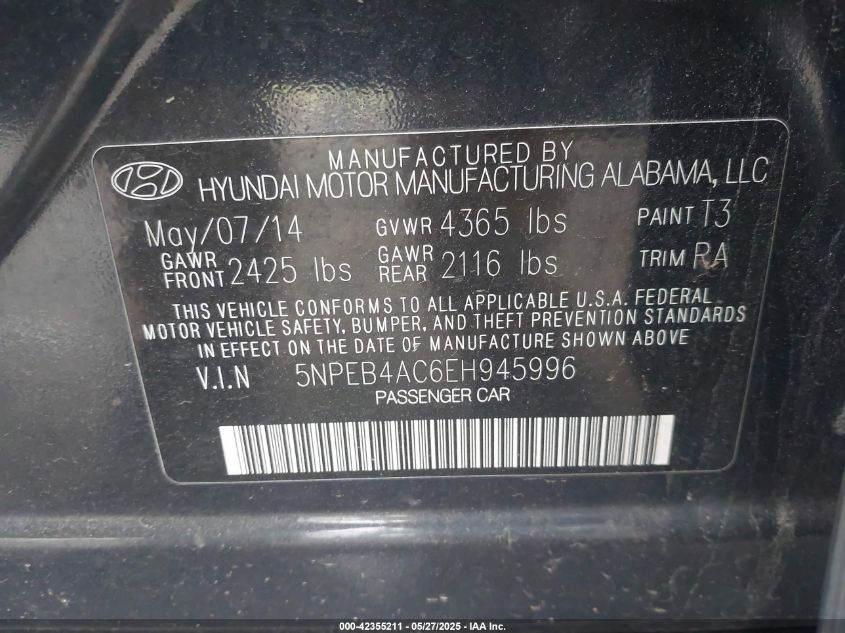 MANUFACTURED BY
HYUNDAI MOTOR MANUFACTURING ALABAMA, LLC
May/07/14 GVWR 4365 lbs PAINT T3
GAWR FRONT 2425 lbs GAWR REAR 2116 lbs TRIM RA
THIS VEHICLE CONFORMS TO ALL APPLICABLE U.S.A. FEDERAL
MOTOR VEHICLE SAFETY, BUMPER, AND THEFT PREVENTION STANDARDS
IN EFFECT ON THE DATE OF MANUFACTURE SHOWN ABOVE
V.I.N 5NPEB4AC6EH945996
PASSENGER CAR
000-42355211 - 05/27/2025 - IAA Inc.